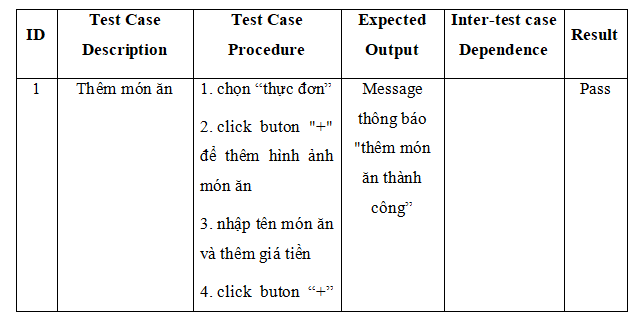 ID
Test Case
Description
Test Case
Procedure
Expected
Output
Inter-test case
Dependence
Result
1
Thêm món ăn
1. chọn “thực đơn”
2. click buton "+"
để thêm hình ảnh
món ăn
3. nhập tên món ăn
và thêm giá tiền
4. click buton “+”
Message
thông báo
"thêm món
ăn thành
công”
Pass